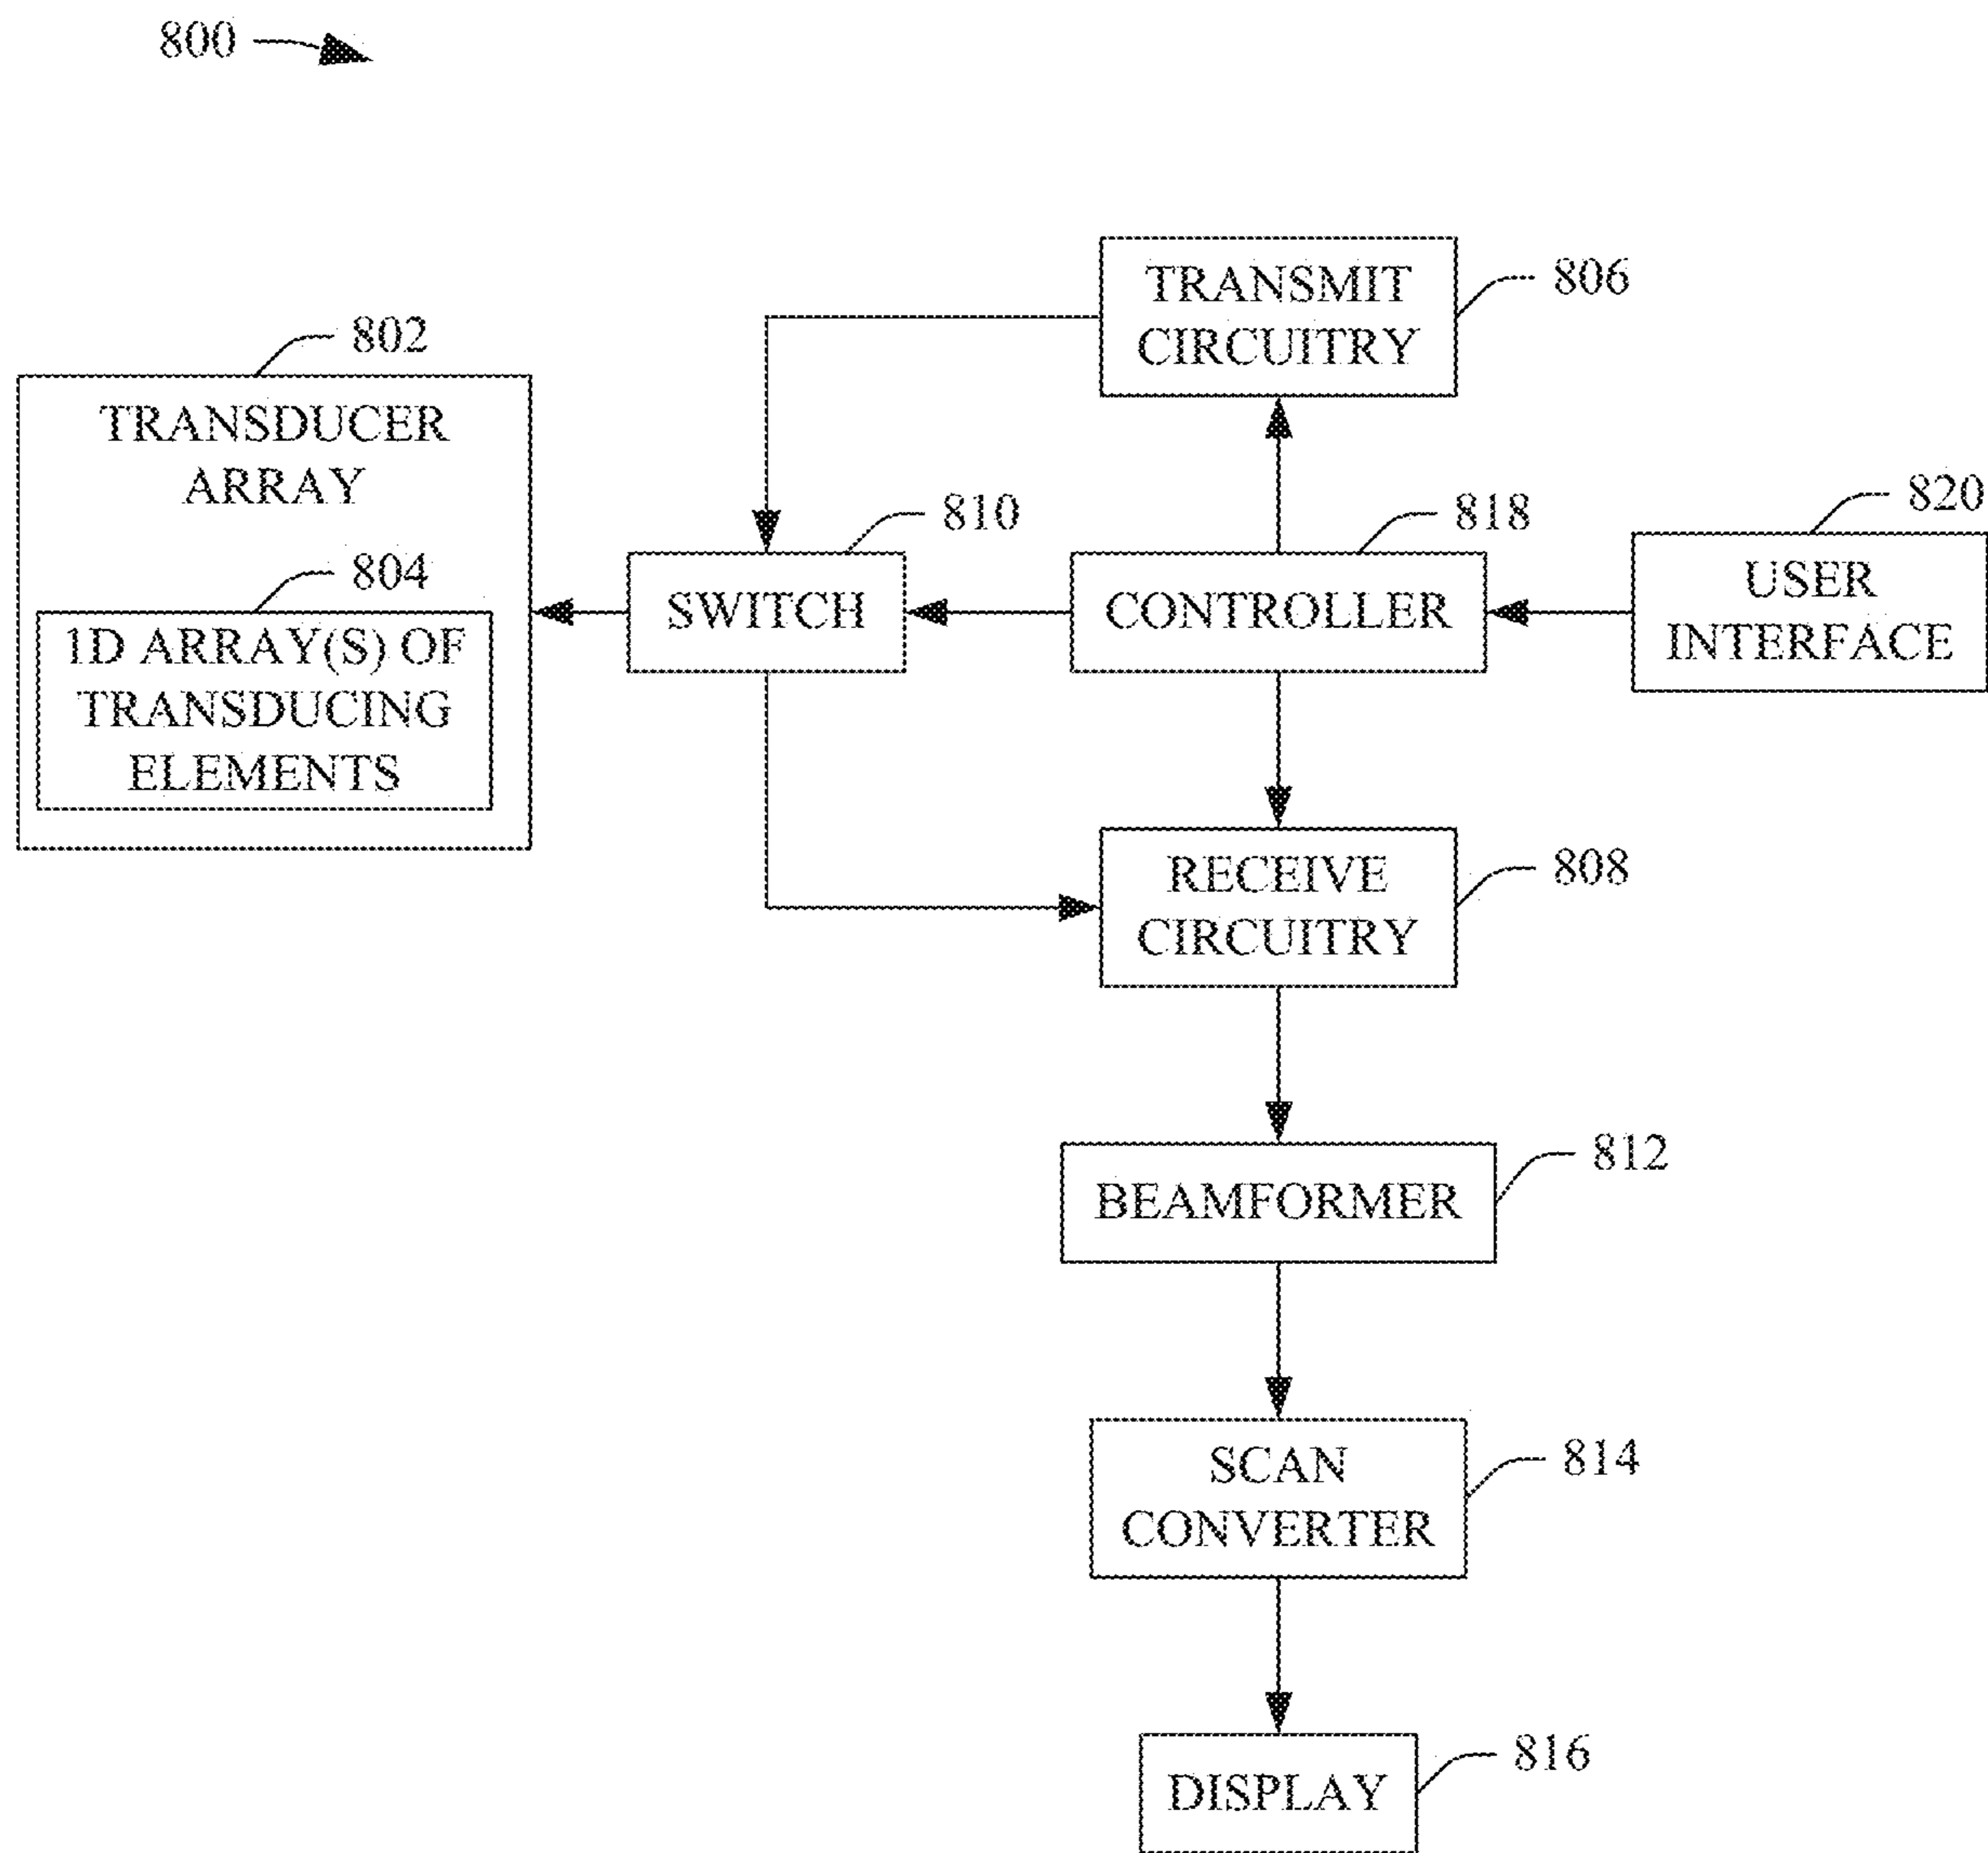 800
TRANSMIT
CIRCUITRY
806
802
TRANSDUCER
ARRAY
804
1D ARRAY(S) OF
TRANSDUCING
ELEMENTS
810
SWITCH
818
CONTROLLER
820
USER
INTERFACE
RECEIVE
CIRCUITRY
808
BEAMFORMER
812
SCAN
CONVERTER
814
DISPLAY
816